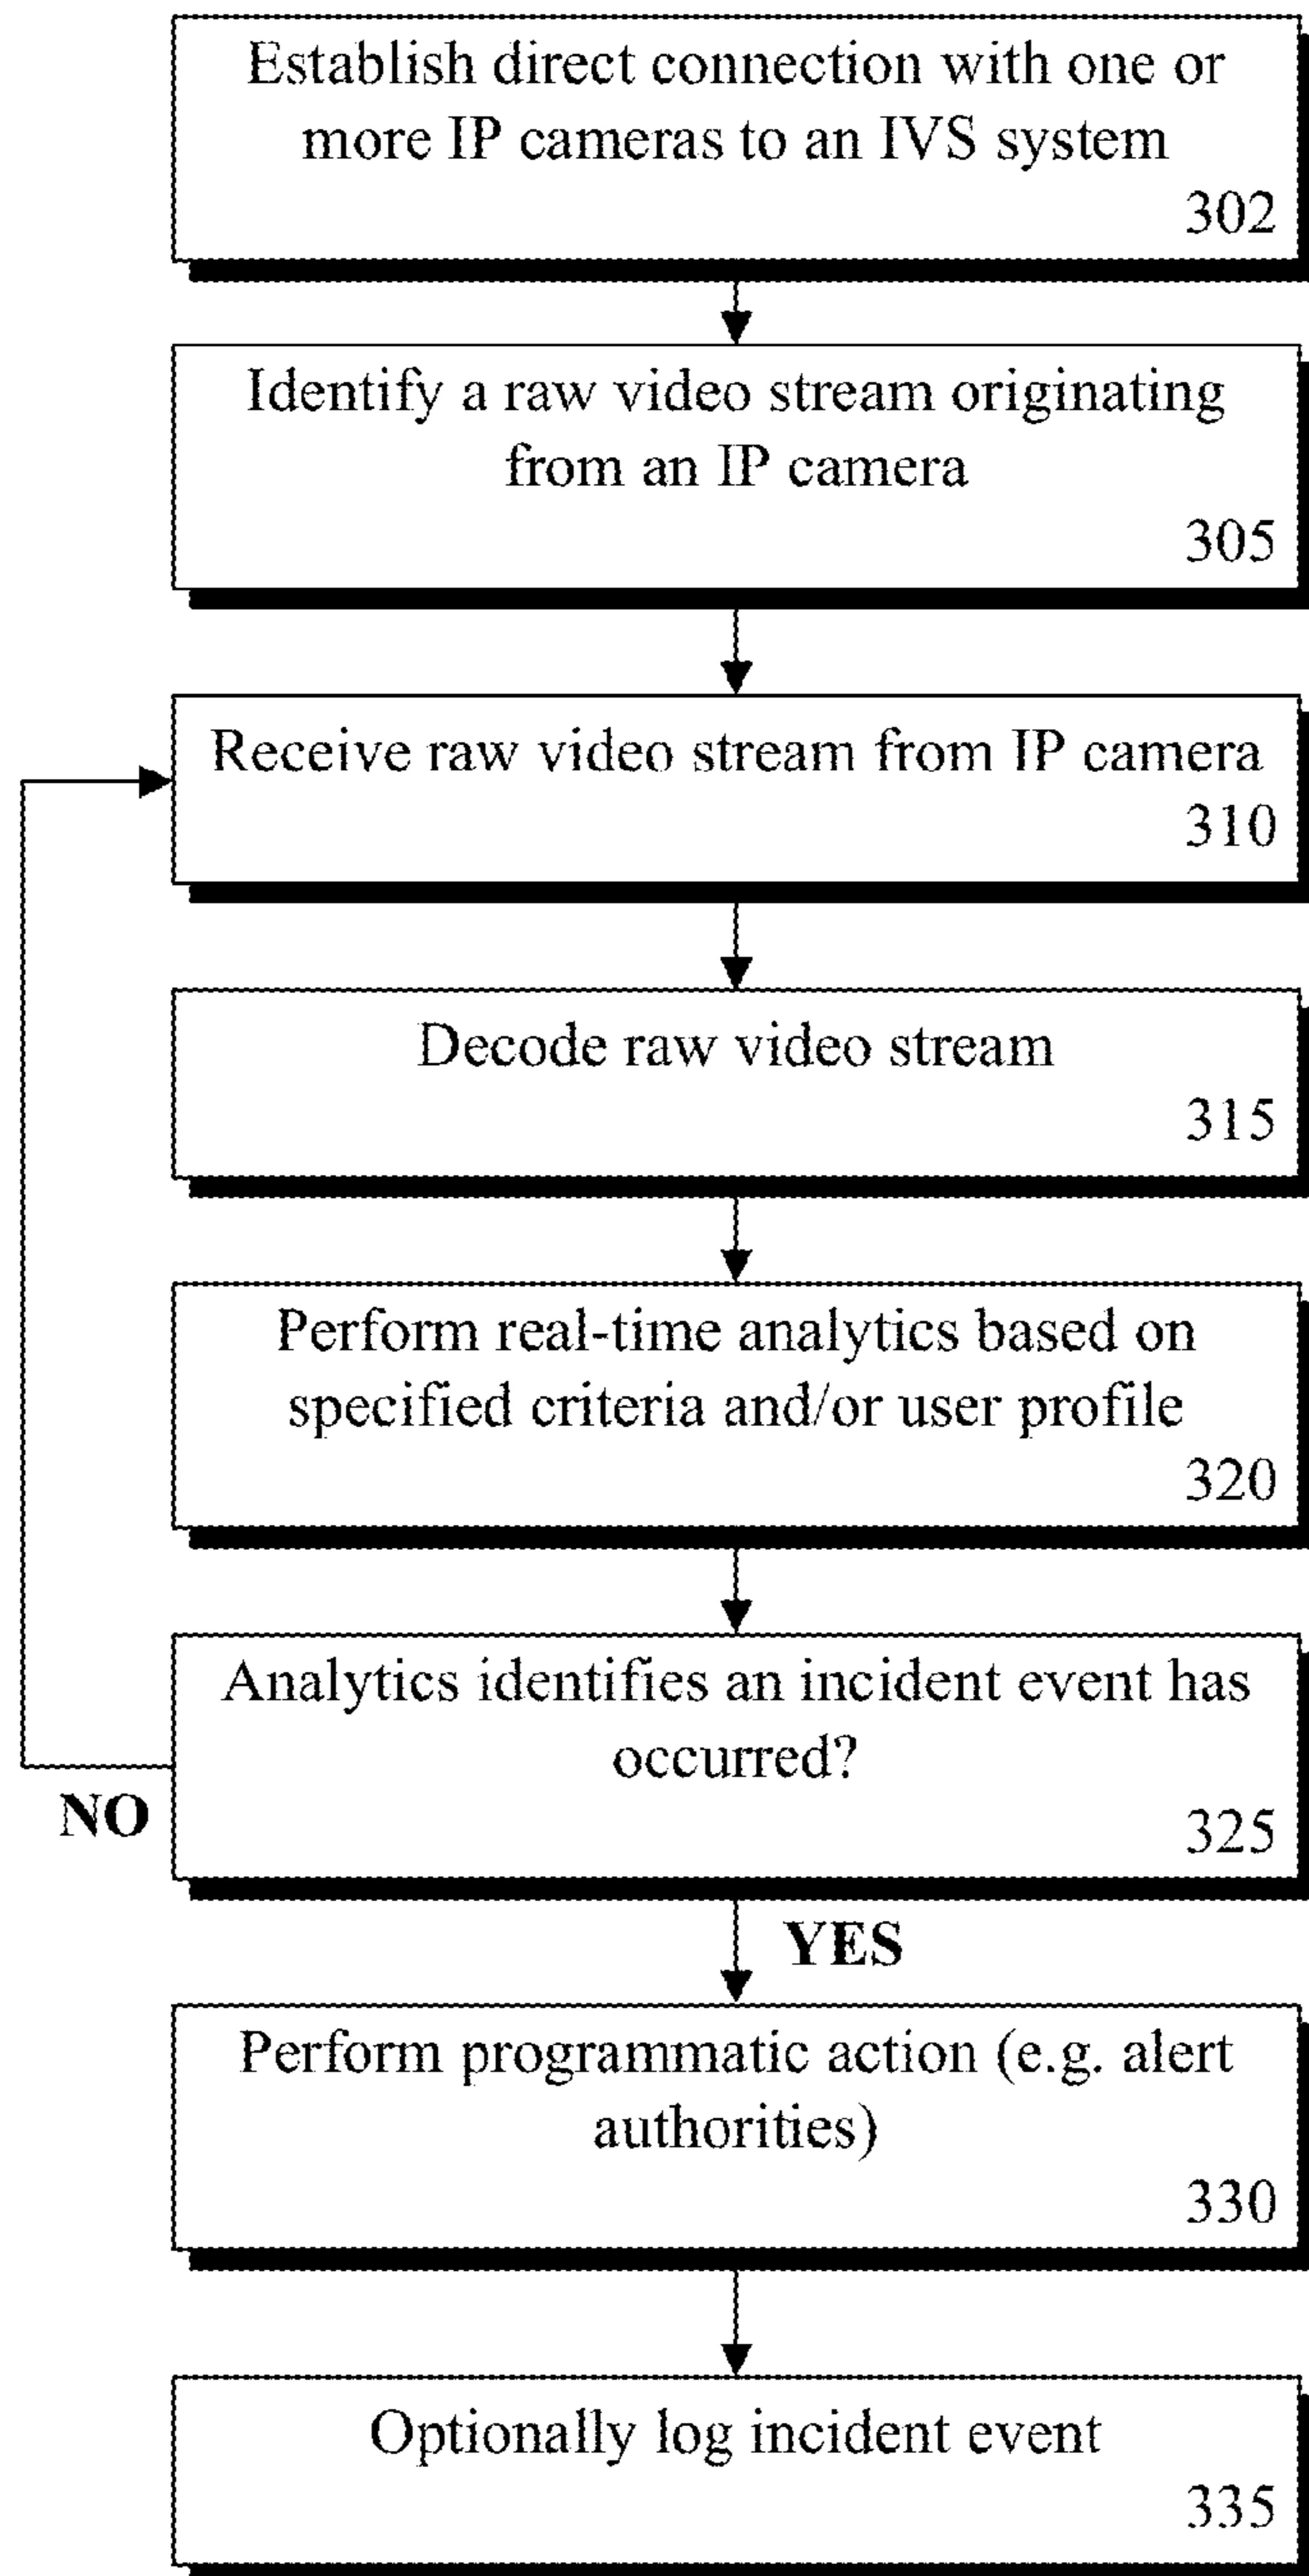 Establish direct connection with one or
more IP cameras to an IVS system
302
Identify a raw video stream originating
from an IP camera
305
Receive raw video stream from IP camera
310
Decode raw video stream
315
Perform real-time analytics based on
specified criteria and/or user profile
320
Analytics identifies an incident event has
occurred?
325
NO
YES
Perform programmatic action (e.g. alert
authorities)
330
Optionally log incident event
335